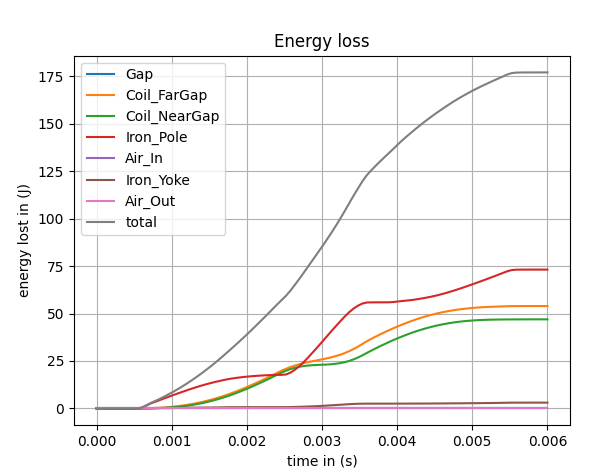 Energy loss
energy lost in (J)
175
150
125
100
75
50
25
0
Gap
Coil_FarGap
Coil_NearGap
Iron_Pole
Air_In
Iron_Yoke
Air_Out
total
0.000 0.001 0.002 0.003 0.004 0.005 0.006
time in (s)